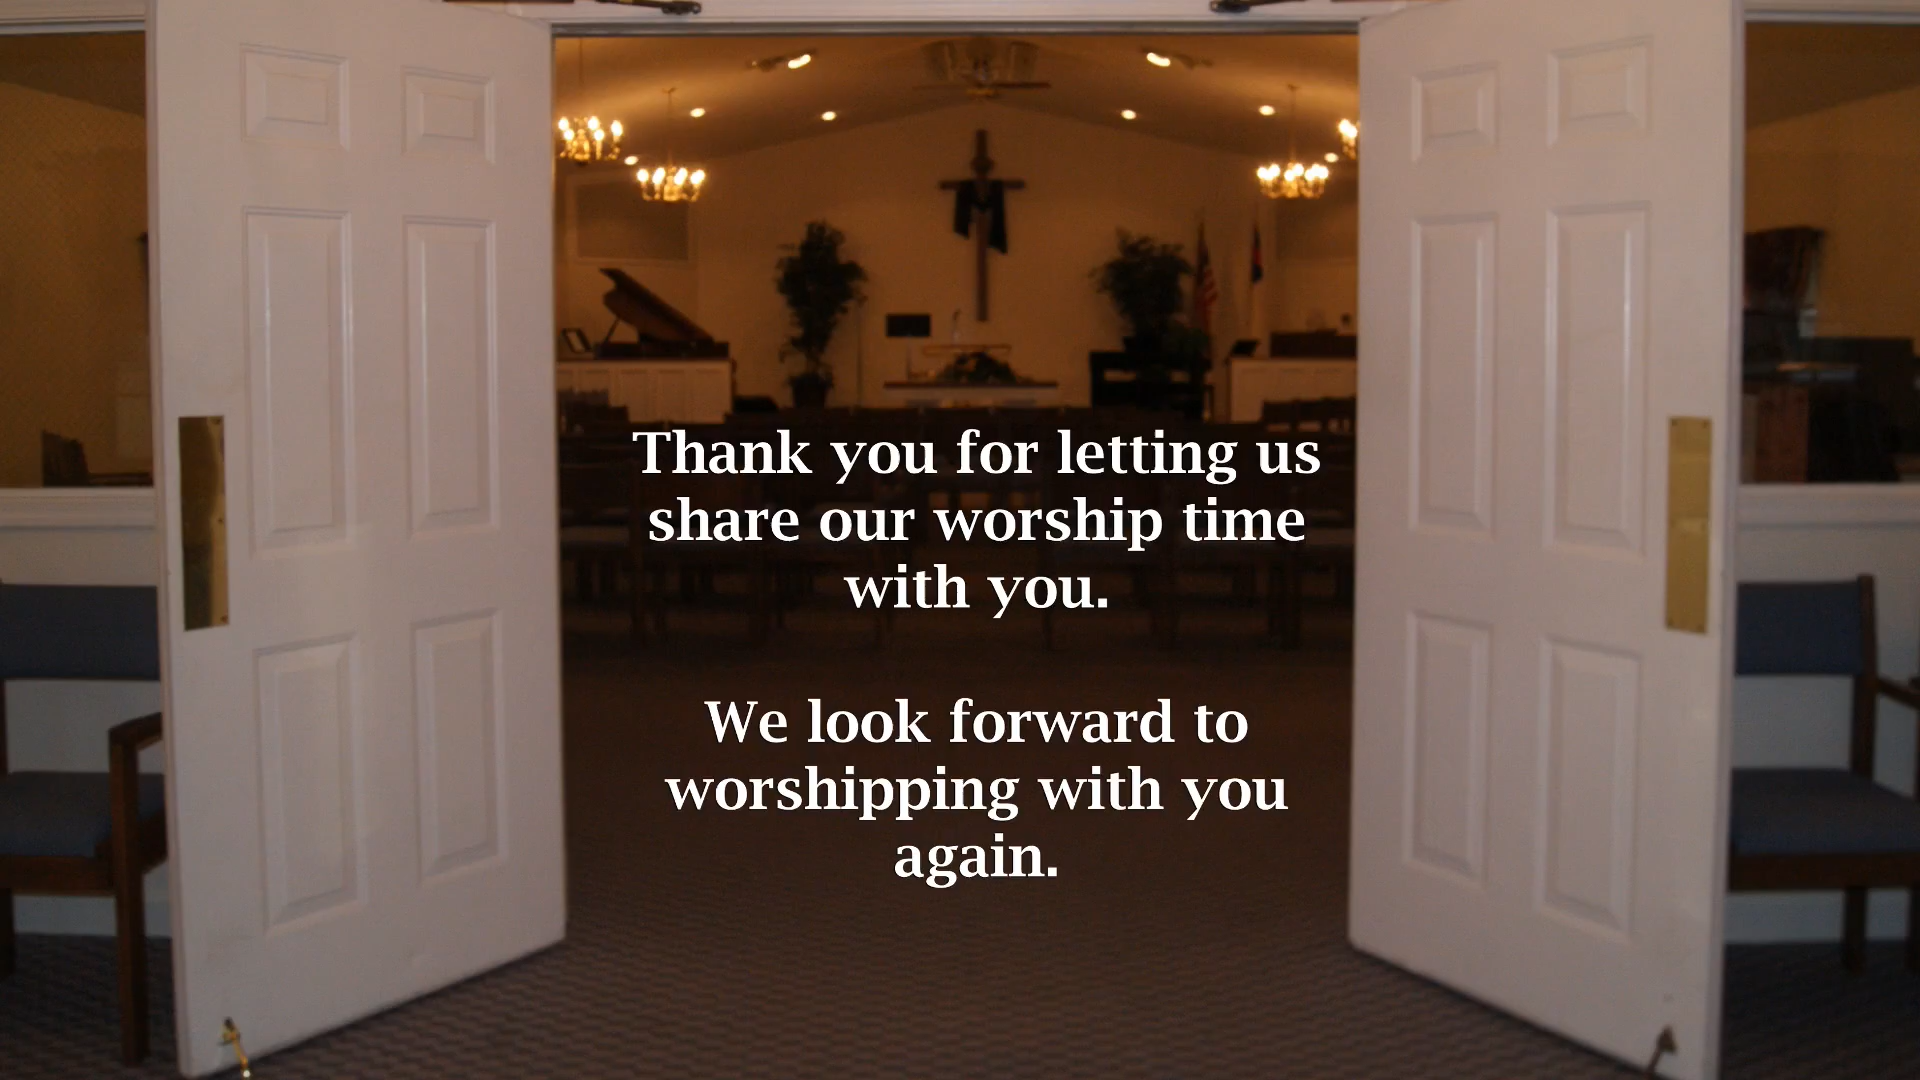 Thank you for letting us
share our worship time
with you.
We look forward to
worshipping with you
again.